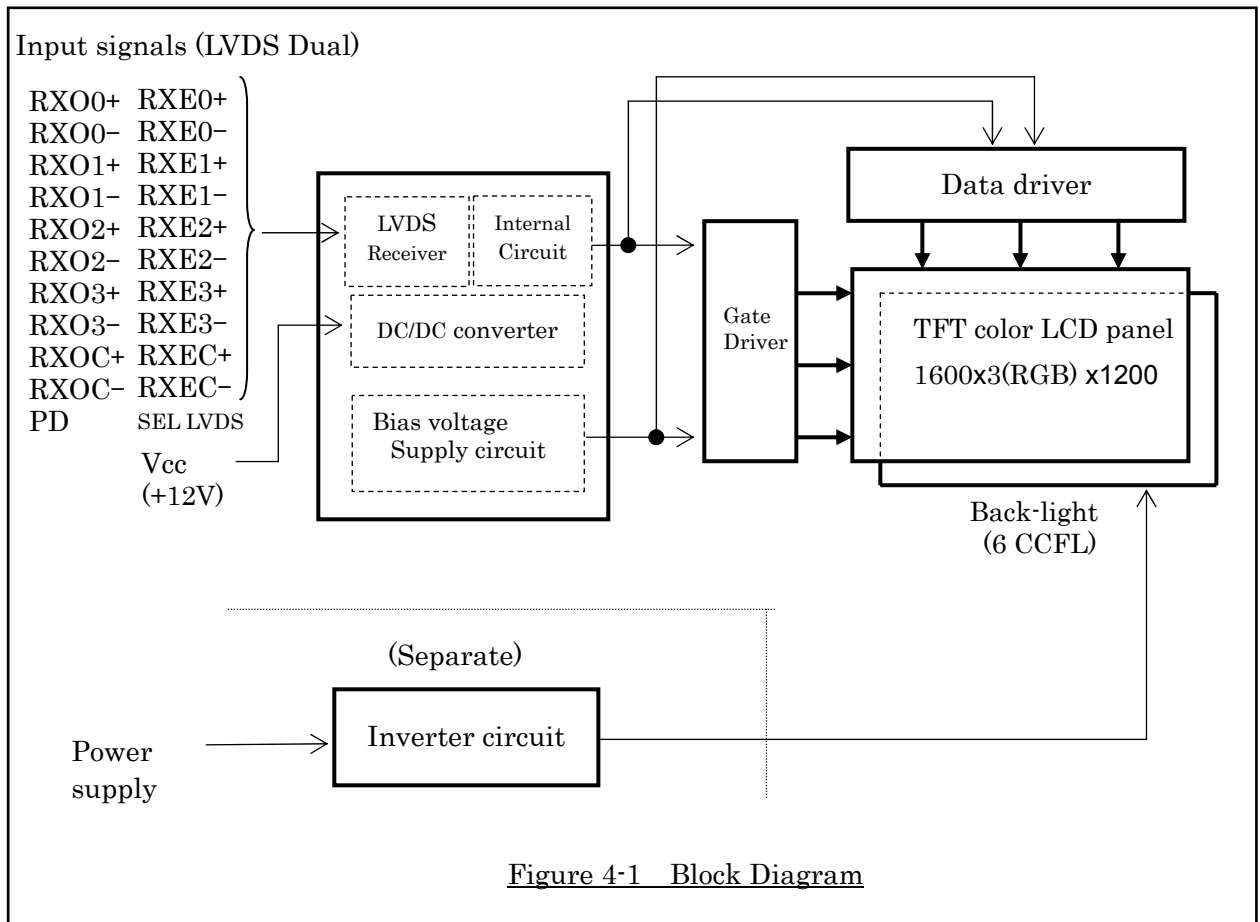 Input signals (LVDS Dual)
RXO0+ RXE0+
RXO0− RXE0−
RXO1+ RXE1+
RXO1− RXE1−
RXO2+ RXE2+
RXO2− RXE2−
RXO3+ RXE3+
RXO3− RXE3−
RXOC+ RXEC+
RXOC− RXEC−
PD SEL LVDS
Vcc
(+12V)
LVDS
Receiver
Internal
Circuit
DC/DC converter
Bias voltage
Supply circuit
Gate
Driver
Data driver
TFT color LCD panel
1600x3(RGB) x1200
Back-light
(6 CCFL)
(Separate)
Inverter circuit
Power
supply
Figure 4-1 Block Diagram